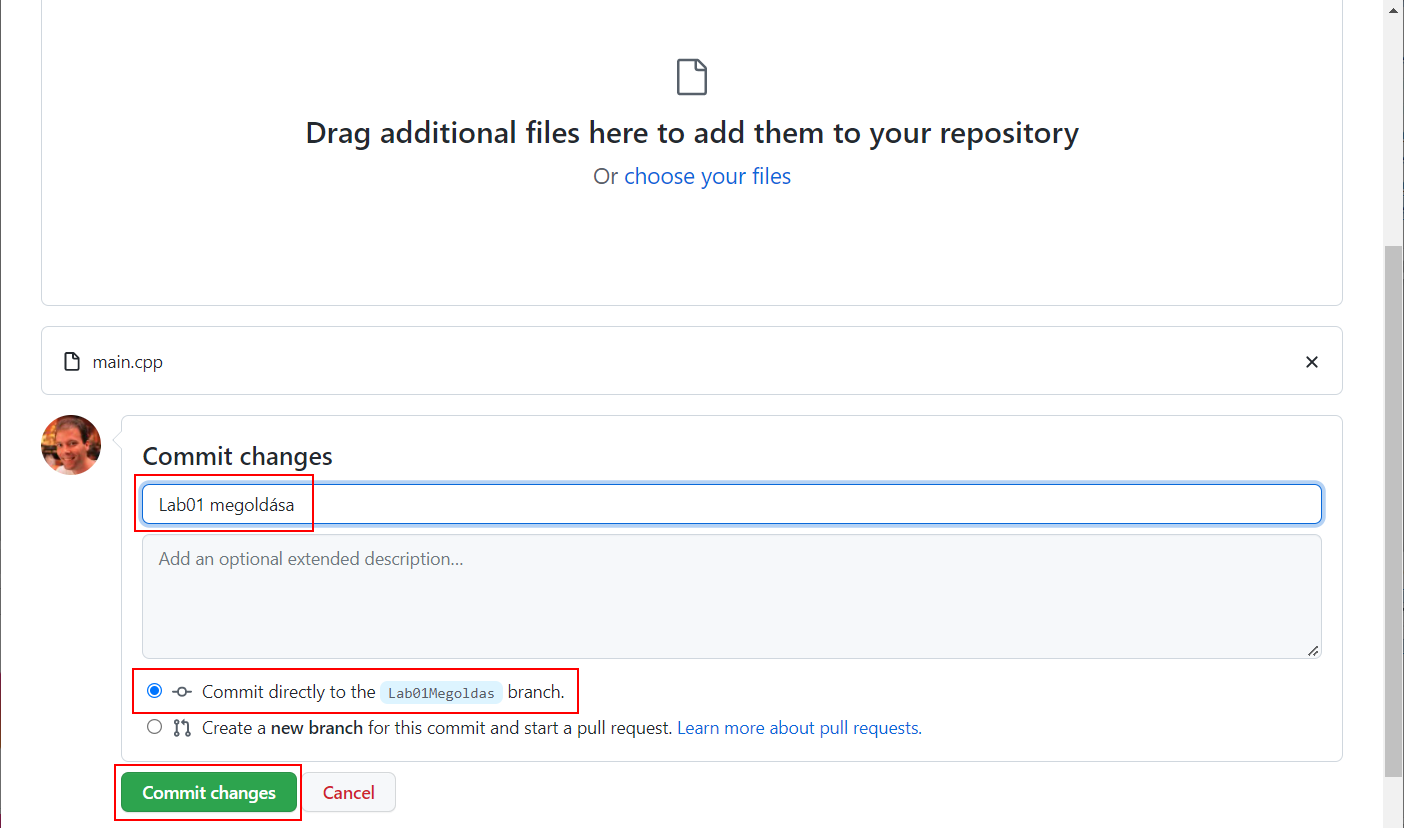 Drag additional files here to add them to your repository
Or choose your files
main.cpp
Commit changes
Lab01 megoldása
Add an optional extended description...
Commit directly to the Lab01Megoldas branch.
Create a new branch for this commit and start a pull request. Learn more about pull requests.
Commit changes Cancel